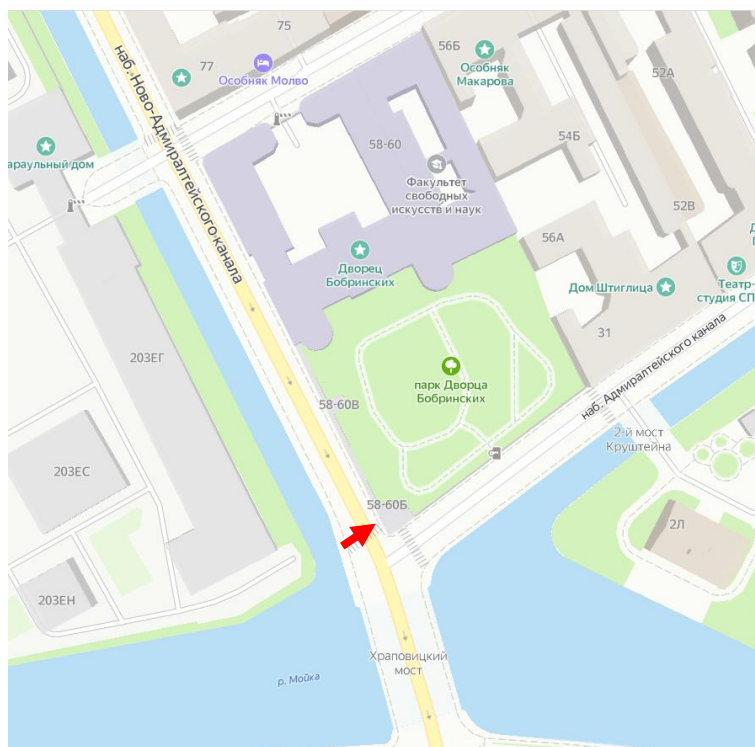 75
77
Особняк Молво
56Б
Особняк
Макарова
52А
наб. Ново-Адмиралтейского канала
араульный дом
58-60
Факультет
свободных
искусств и наук
54Б
52В
56А
Дворец
Бобринских
Дом Штиглица
Театр-
студия СП
31
203ЕГ
парк Дворца
Бобринских
наб. Адмиралтейского канала
58-60В
2-й мост
Круштейна
203ЕС
58-60Б
2Л
203ЕН
Храповицкий
мост
р. Мойка